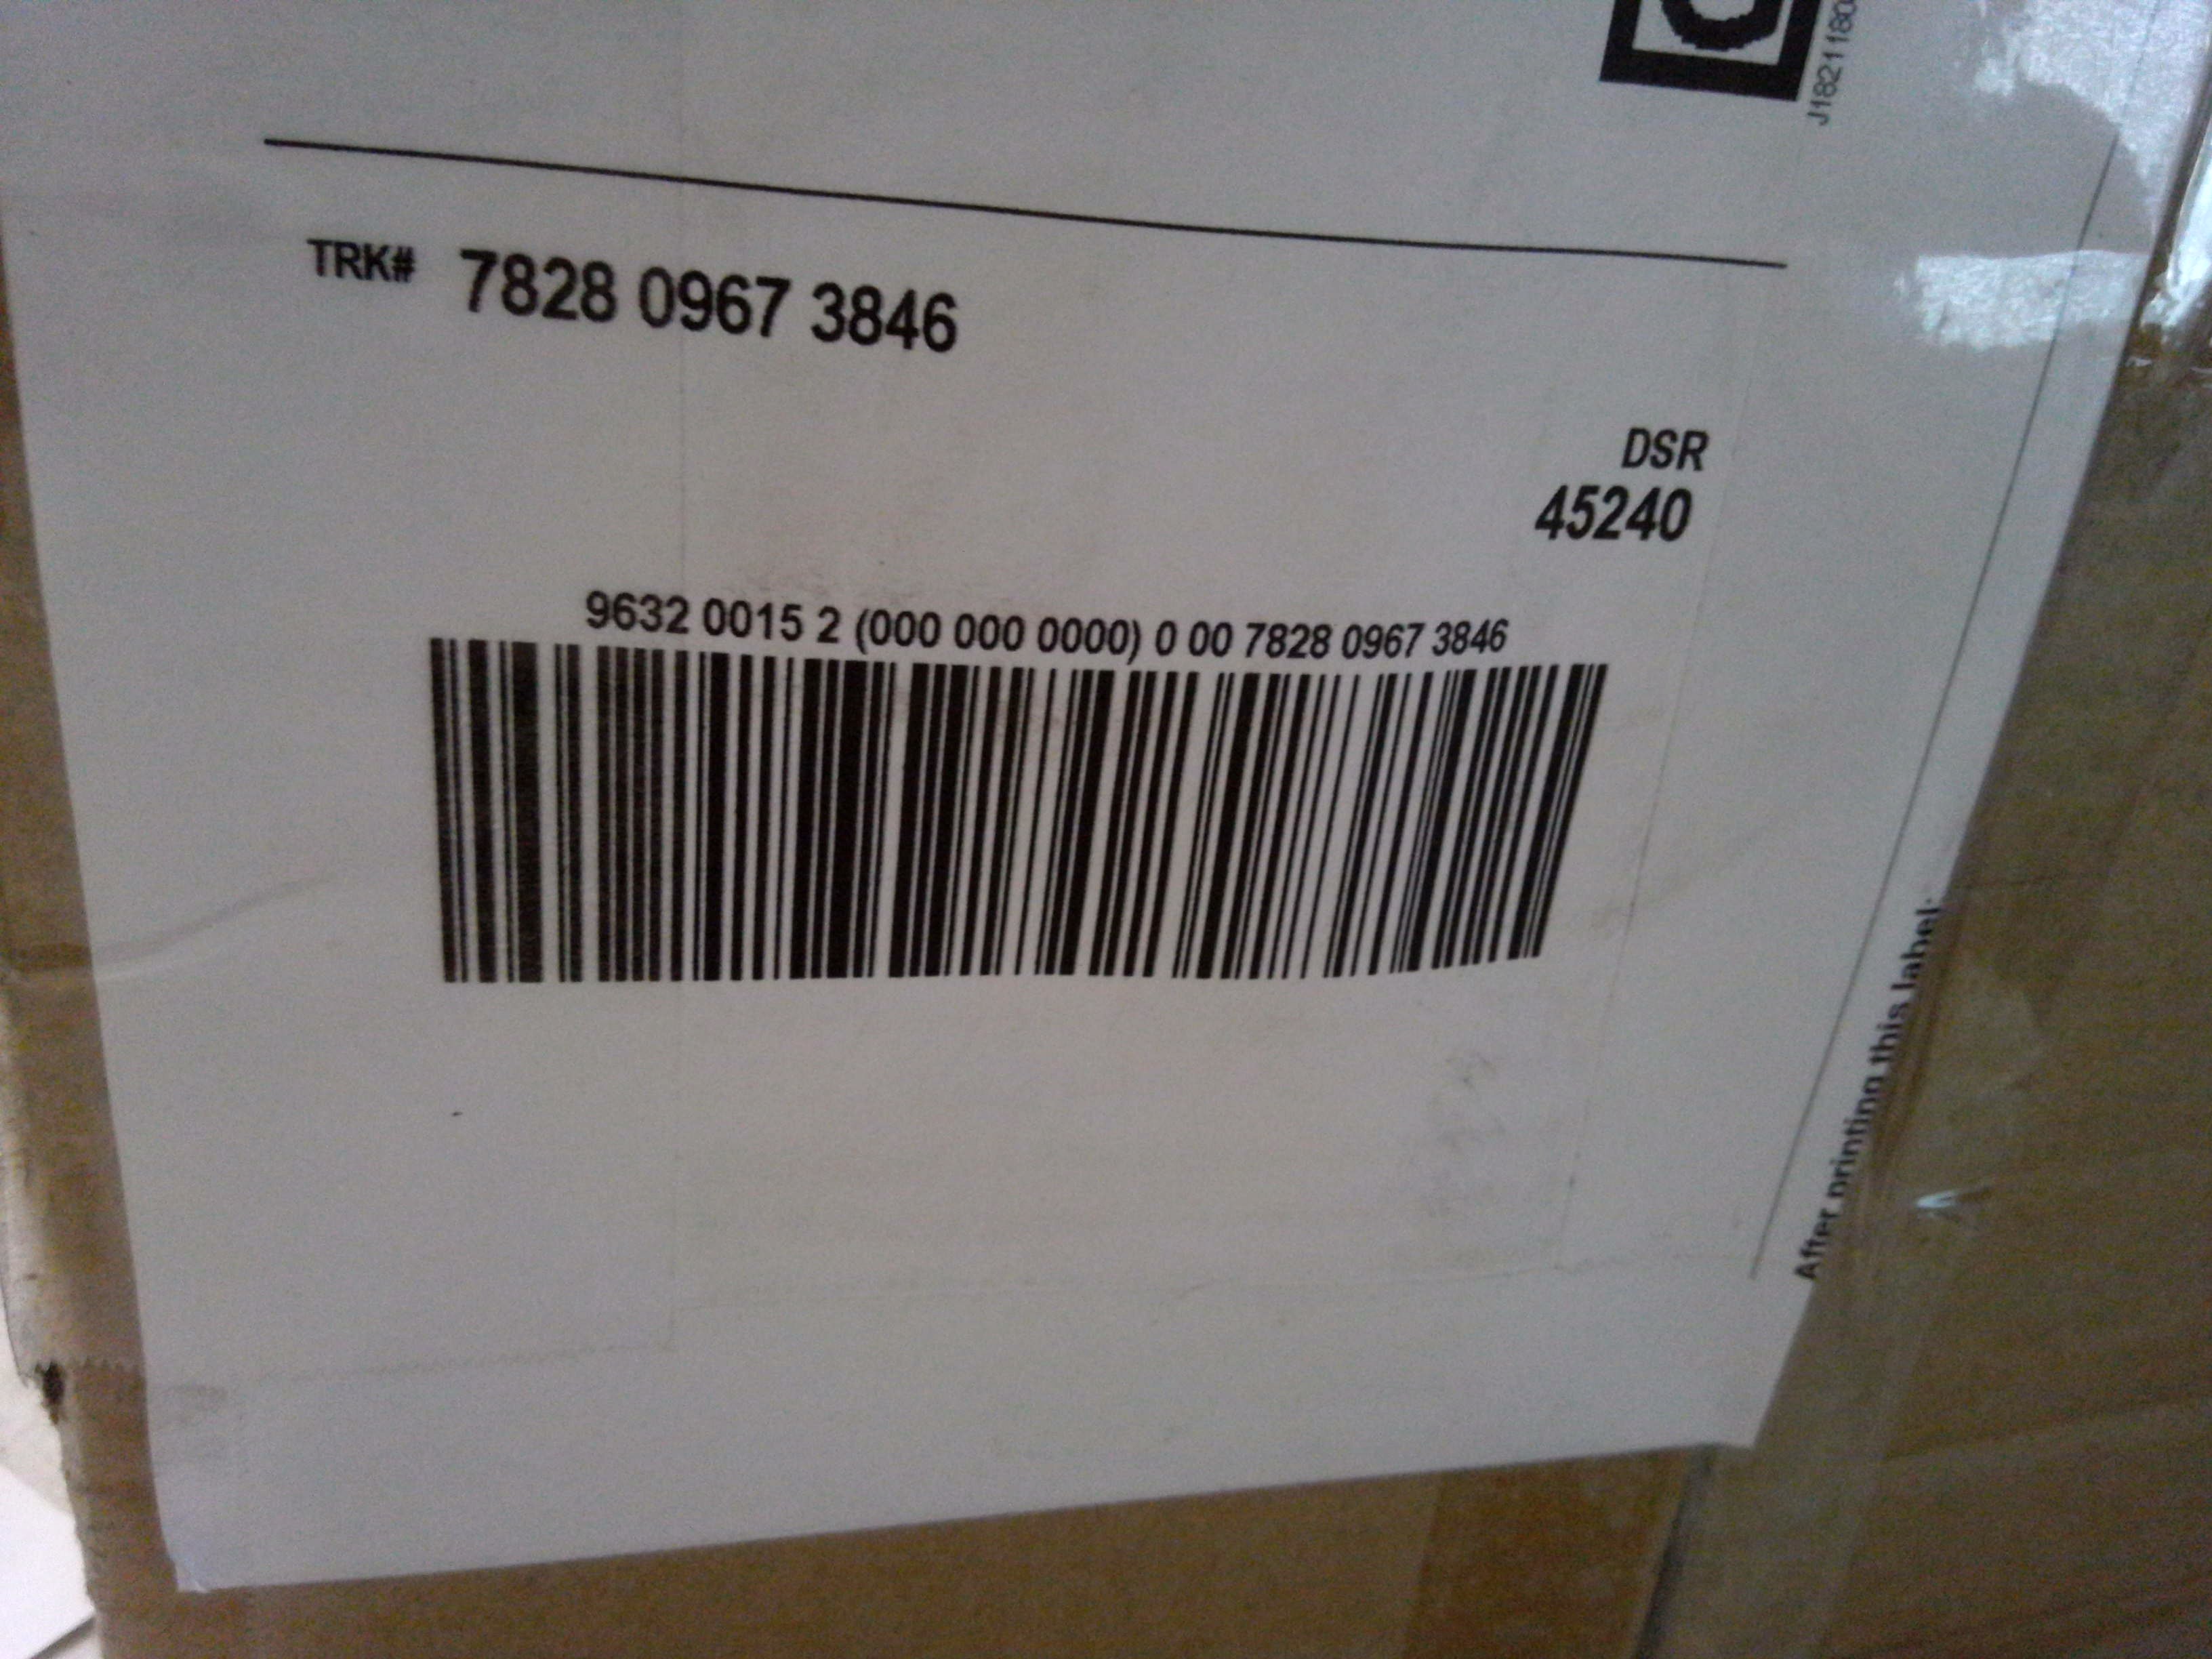 J1821180
TRK# 7828 0967 3846
DSR
45240
9632 0015 2 (000 000 0000) 0 00 7828 0967 3846
After printing this label: